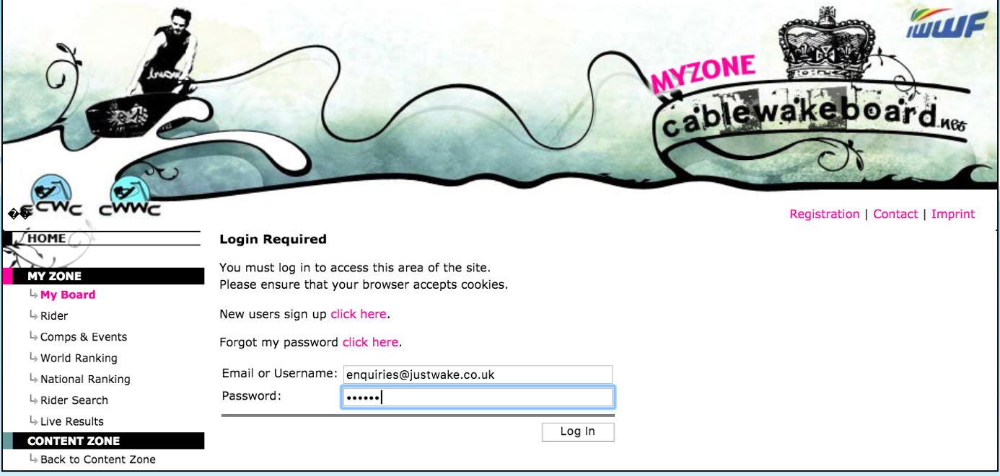 IWWF
MYZONE
cablewakeboard.net
ECWC CWWC
��
Registration | Contact | Imprint
HOME
Login Required
You must log in to access this area of the site.
Please ensure that your browser accepts cookies.
New users sign up click here.
Forgot my password click here.
Email or Username: enquiries@justwake.co.uk
Password: ••••••
Log In
MY ZONE
My Board
Rider
Comps & Events
World Ranking
National Ranking
Rider Search
Live Results
CONTENT ZONE
Back to Content Zone